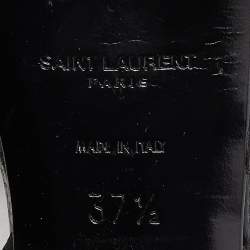 SAINT LAURENT
PARIS
MADE IN ITALY
37½